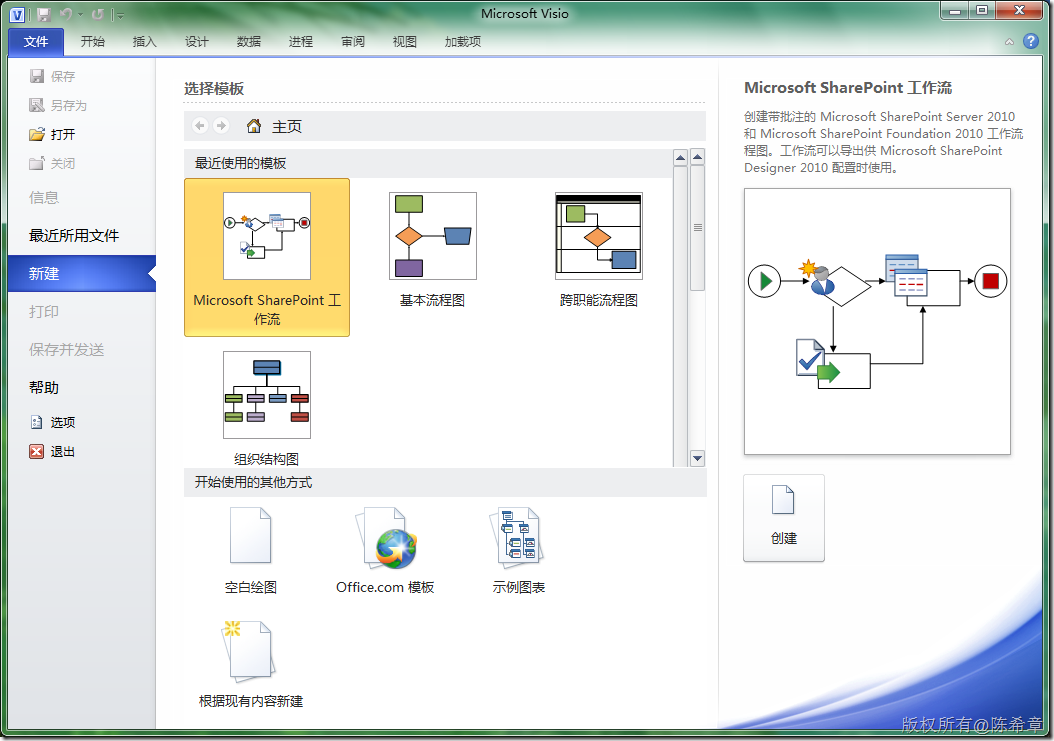 Microsoft Visio
文件 开始 插入 设计 数据 进程 审阅 视图 加载项
保存
另存为
打开
关闭
信息
最近所用文件
新建
打印
保存并发送
帮助
选项
退出
选择模板
主页
最近使用的模板
Microsoft SharePoint 工
作流
基本流程图
跨职能流程图
组织结构图
开始使用的其他方式
空白绘图
Office.com 模板
示例图表
根据现有内容新建
Microsoft SharePoint 工作流
创建带批注的 Microsoft SharePoint Server 2010
和 Microsoft SharePoint Foundation 2010 工作流
程图。工作流可以导出供 Microsoft SharePoint
Designer 2010 配置时使用。
创建
版权所有@陈希章